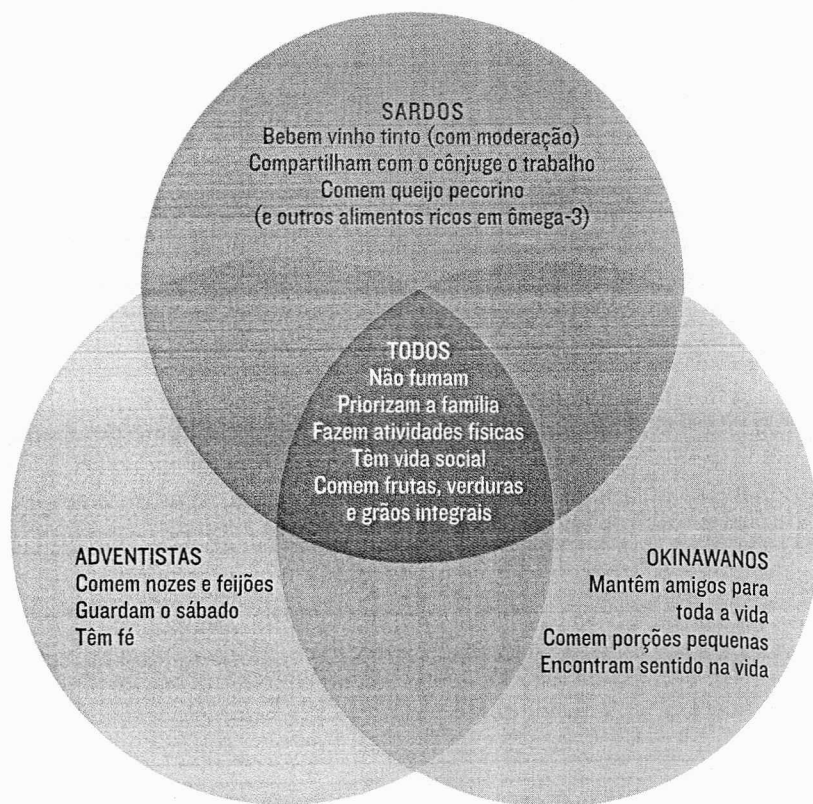 SARDOS
Bebem vinho tinto (com moderação)
Compartilham com o cônjuge o trabalho
Comem queijo pecorino
(e outros alimentos ricos em ômega-3)
TODOS
Não fumam
Priorizam a família
Fazem atividades físicas
Têm vida social
Comem frutas, verduras
e grãos integrais
ADVENTISTAS
Comem nozes e feijões
Guardam o sábado
Têm fé
OKINAWANOS
Mantêm amigos para
toda a vida
Comem porções pequenas
Encontram sentido na vida